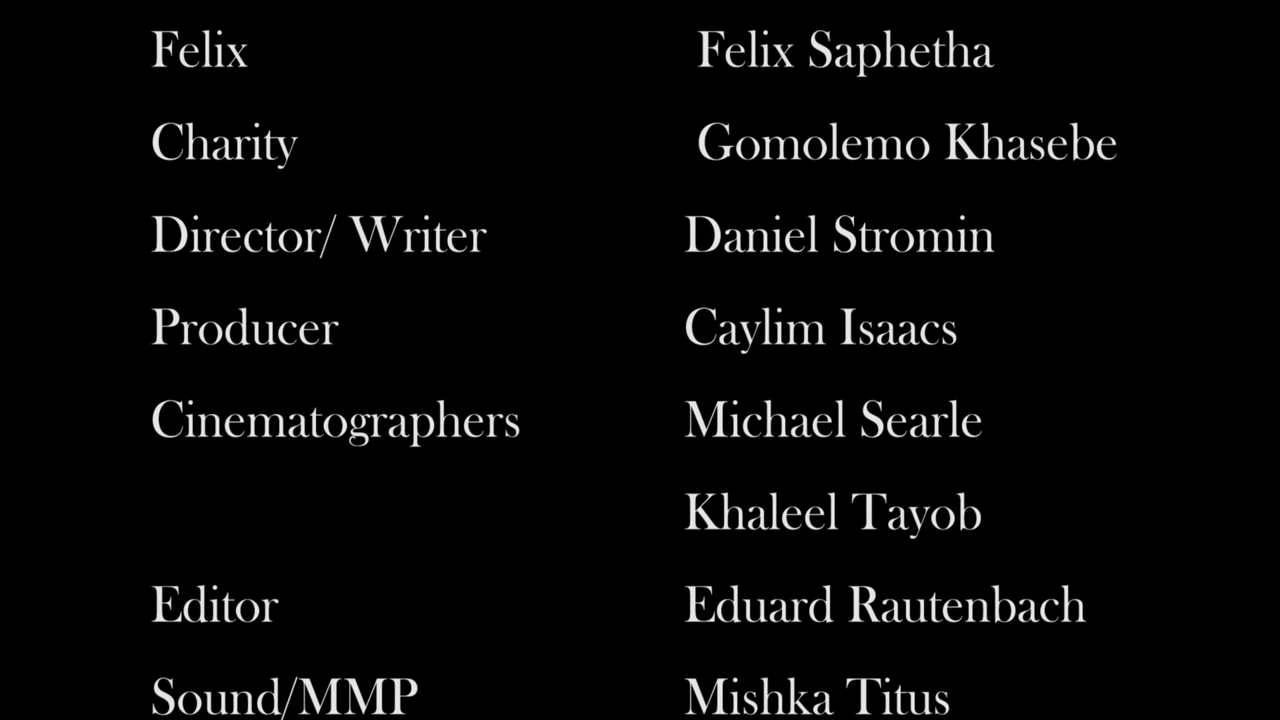 Felix Felix Saphetha
Charity Gomolemo Khasebe
Director/ Writer Daniel Stromin
Producer Caylim Isaacs
Cinematographers Michael Searle
Khaleel Tayob
Editor Eduard Rautenbach
Sound/MMP Mishka Titus